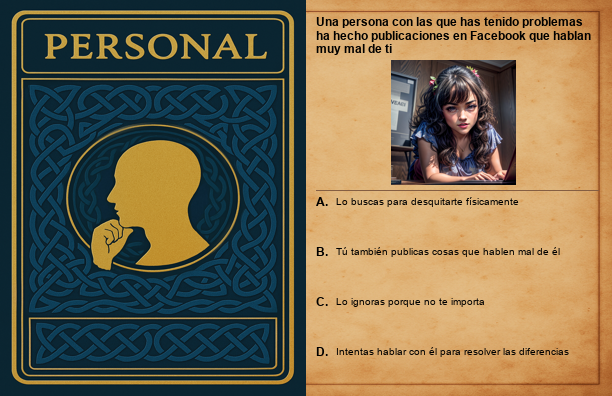 PERSONAL
Una persona con las que has tenido problemas
ha hecho publicaciones en Facebook que hablan
muy mal de ti
A. Lo buscas para desquitarte físicamente
B. Tú también publicas cosas que hablen mal de él
C. Lo ignoras porque no te importa
D. Intentas hablar con él para resolver las diferencias